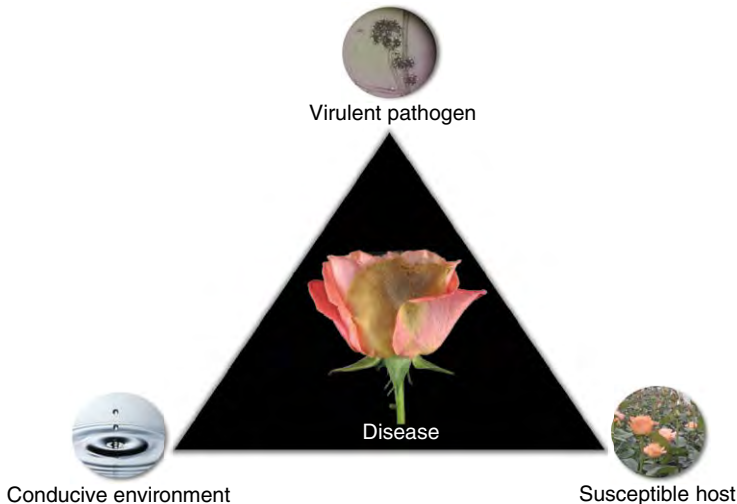 Virulent pathogen
Disease
Conducive environment
Susceptible host